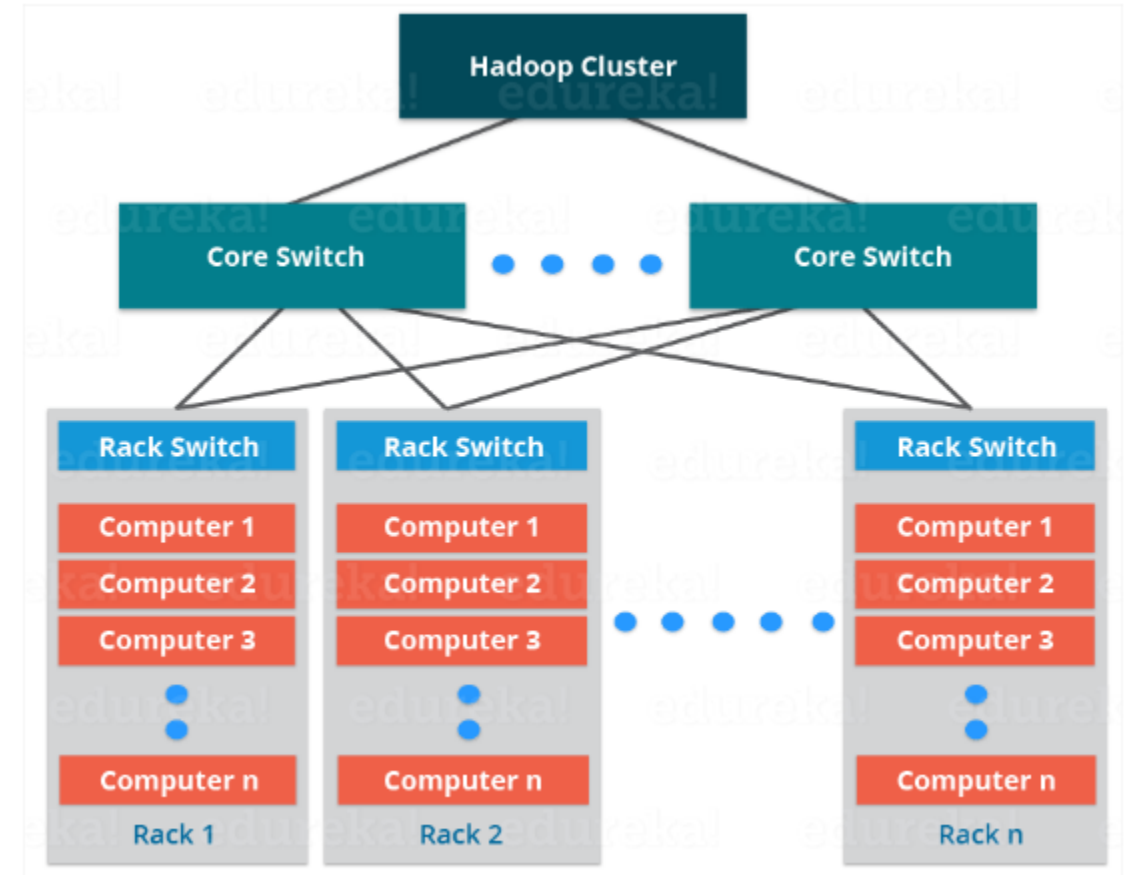 Hadoop Cluster
edureka!
Core Switch
Core Switch
Rack Switch
Rack Switch
Rack Switch
Computer 1
Computer 1
Computer 1
Computer 2
Computer 2
Computer 2
Computer 3
Computer 3
Computer 3
Computer n
Computer n
Computer n
Rack 1
Rack 2
Rack n